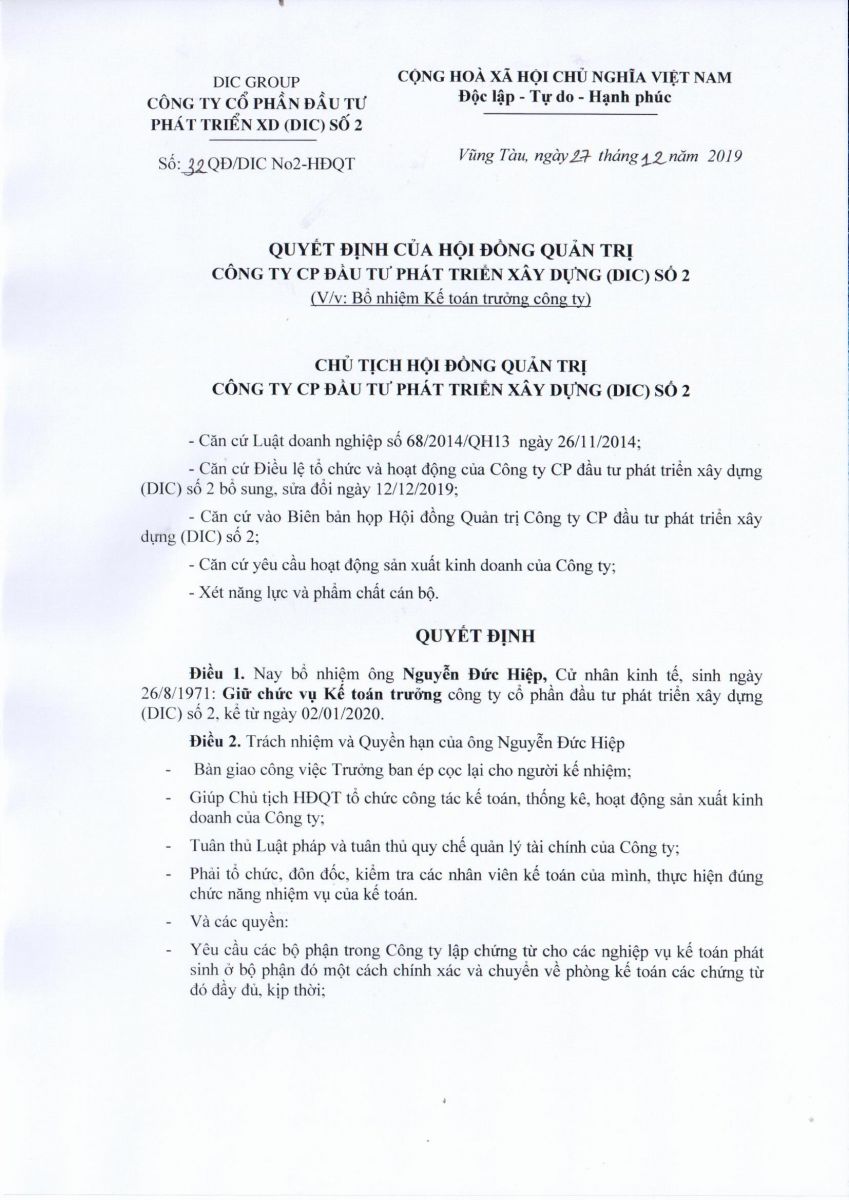 DIC GROUP
CÔNG TY CỔ PHẦN ĐẦU TƯ
PHÁT TRIỂN XD (DIC) SỐ 2
Số: 32QĐ/DIC No2-HĐQT
CỘNG HOÀ XÃ HỘI CHỦ NGHĨA VIỆT NAM
Độc lập - Tự do - Hạnh phúc
Vũng Tàu, ngày 27 tháng 12 năm 2019
QUYẾT ĐỊNH CỦA HỘI ĐỒNG QUẢN TRỊ
CÔNG TY CP ĐẦU TƯ PHÁT TRIỂN XÂY DỰNG (DIC) SỐ 2
(V/v: Bổ nhiệm Kế toán trưởng công ty)
CHỦ TỊCH HỘI ĐỒNG QUẢN TRỊ
CÔNG TY CP ĐẦU TƯ PHÁT TRIỂN XÂY DỰNG (DIC) SỐ 2
- Căn cứ Luật doanh nghiệp số 68/2014/QH13 ngày 26/11/2014;
- Căn cứ Điều lệ tổ chức và hoạt động của Công ty CP đầu tư phát triển xây dựng
(DIC) số 2 bổ sung, sửa đổi ngày 12/12/2019;
- Căn cứ vào Biên bản họp Hội đồng Quản trị Công ty CP đầu tư phát triển xây
dựng (DIC) số 2;
- Căn cứ yêu cầu hoạt động sản xuất kinh doanh của Công ty;
- Xét năng lực và phẩm chất cán bộ.
QUYẾT ĐỊNH
Điều 1. Nay bổ nhiệm ông Nguyễn Đức Hiệp, Cử nhân kinh tế, sinh ngày
26/8/1971: Giữ chức vụ Kế toán trưởng công ty cổ phần đầu tư phát triển xây dựng
(DIC) số 2, kể từ ngày 02/01/2020.
Điều 2. Trách nhiệm và Quyền hạn của ông Nguyễn Đức Hiệp
- Bàn giao công việc Trưởng ban ép cọc lại cho người kế nhiệm;
- Giúp Chủ tịch HĐQT tổ chức công tác kế toán, thống kê, hoạt động sản xuất kinh
doanh của Công ty;
- Tuân thủ Luật pháp và tuân thủ quy chế quản lý tài chính của Công ty;
- Phải tổ chức, đôn đốc, kiểm tra các nhân viên kế toán của mình, thực hiện đúng
chức năng nhiệm vụ của kế toán.
- Và các quyền:
- Yêu cầu các bộ phận trong Công ty lập chứng từ cho các nghiệp vụ kế toán phát
sinh ở bộ phận đó một cách chính xác và chuyển về phòng kế toán các chứng từ
đó đầy đủ, kịp thời;